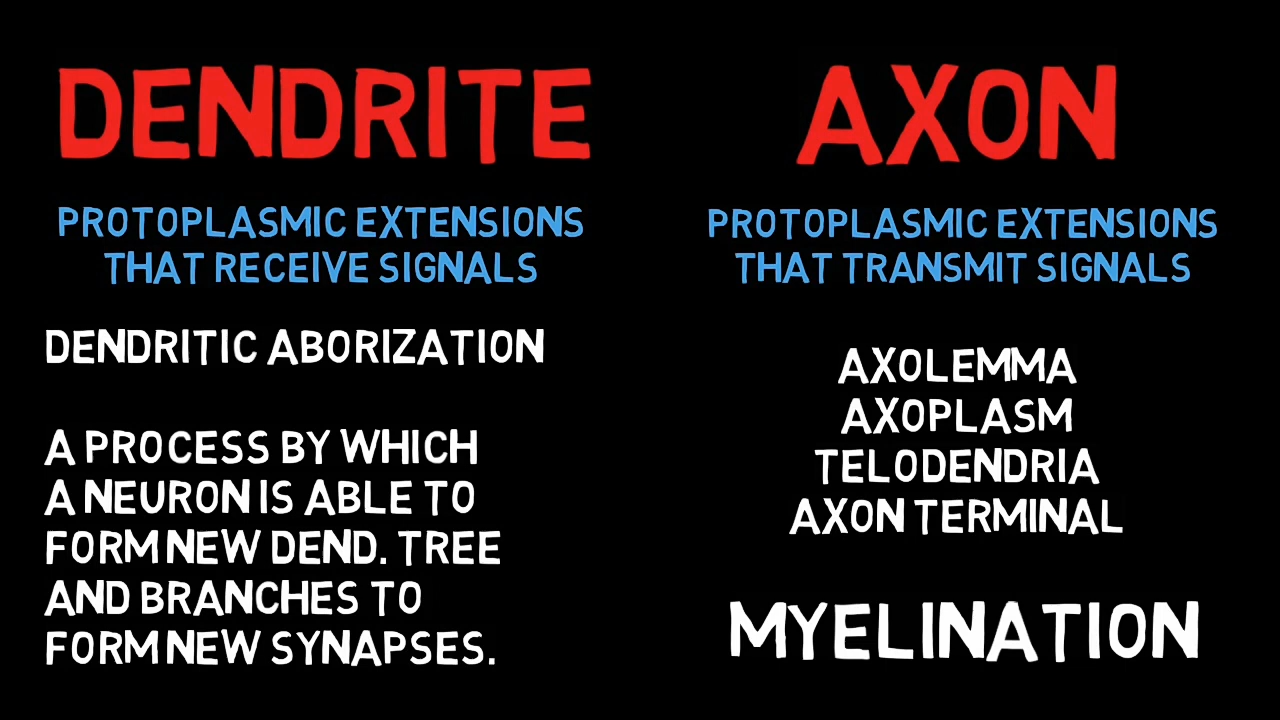 DENDRITE
PROTOPLASMIC EXTENSIONS
THAT RECEIVE SIGNALS
DENDRITIC ABORIZATION
A PROCESS BY WHICH
A NEURON IS ABLE TO
FORM NEW DEND. TREE
AND BRANCHES TO
FORM NEW SYNAPSES.
AXON
PROTOPLASMIC EXTENSIONS
THAT TRANSMIT SIGNALS
AXOLEMMA
AXOPLASM
TELODENDRIA
AXON TERMINAL
MYELINATION